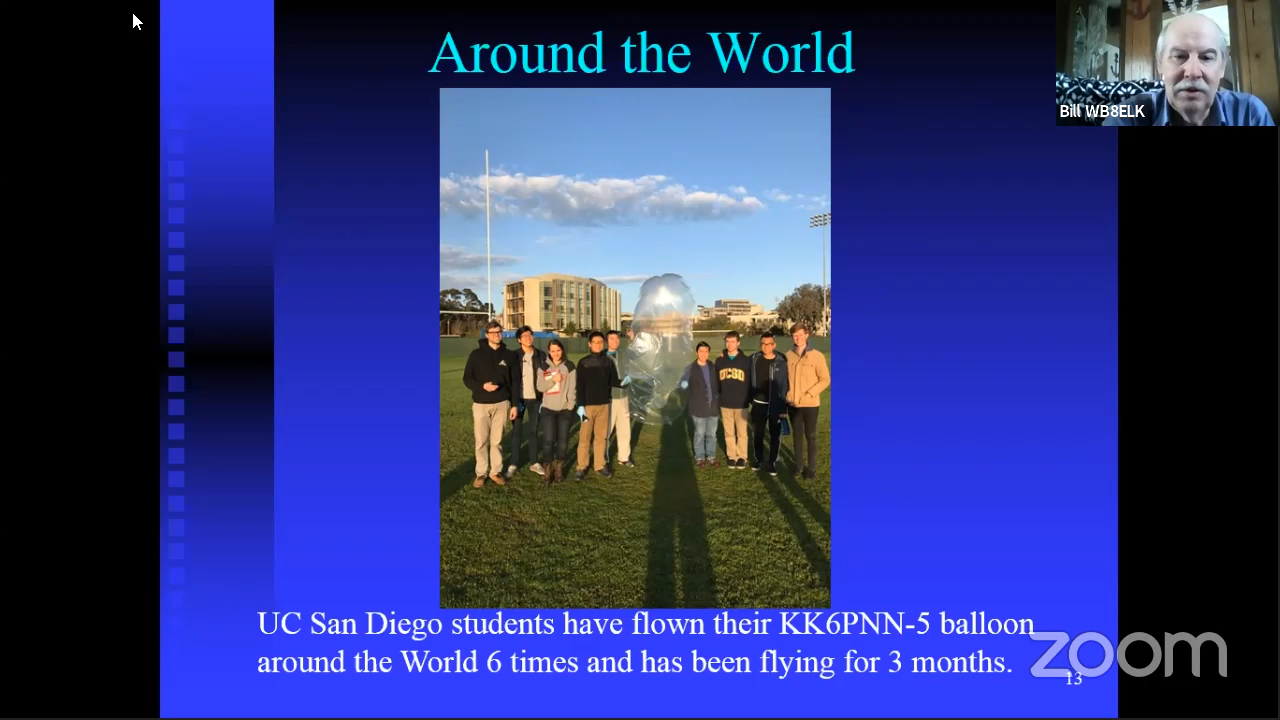 Around the World
Bill WB8ELK
UCSD
UC San Diego students have flown their KK6PNN-5 balloon
around the World 6 times and has been flying for 3 months.
zoom
13